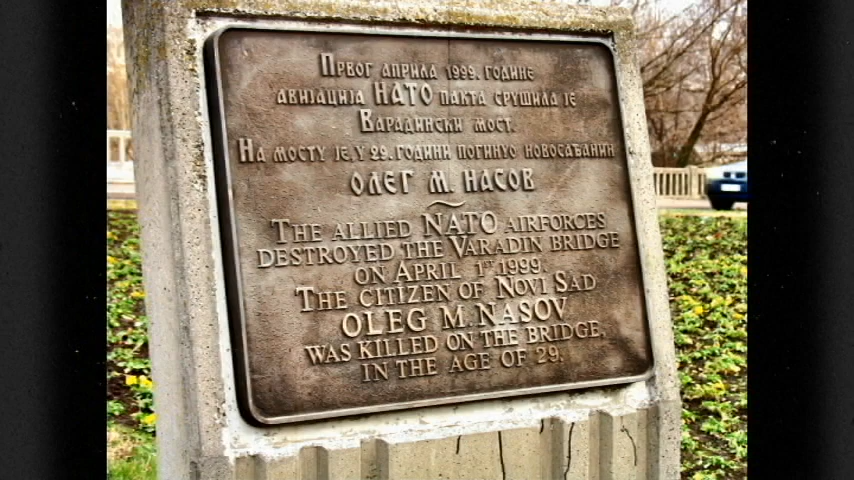 Првог априла 1999. године
авијација НАТО пакта срушила је
Варадински мост.
На мосту је, у 29. години погинуо новосађанин
ОЛЕГ М. НАСОВ
THE ALLIED NATO AIRFORCES
DESTROYED THE VARADIN BRIDGE
ON APRIL 1ST 1999.
THE CITIZEN OF NOVI SAD
OLEG M. NASOV
WAS KILLED ON THE BRIDGE,
IN THE AGE OF 29.